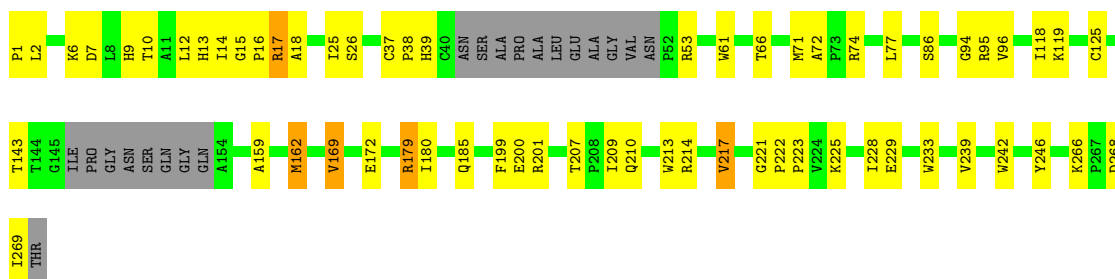 P1 L2 K6 D7 L8 H9 T10 A11 L12 H13 I14 G15 P16 R17 A18 I25 S26 C37 P38 H39 C40 ASN SER ALA PRO ALA LEU GLU ALA GLY VAL ASN P52 R53 W61 T66 M71 A72 P73 R74 L77 S86 G94 R95 V96 I118 K119 C125
T143 T144 G145 ILE PRO GLY ASN SER GLN GLY GLN A154 A159 M162 V169 E172 R179 I180 Q185 F199 E200 R201 T207 P208 I209 Q210 W213 R214 V217 G221 P222 P223 V224 K225 I228 E229 W233 V239 W242 Y246 K266 P267
I269 THR